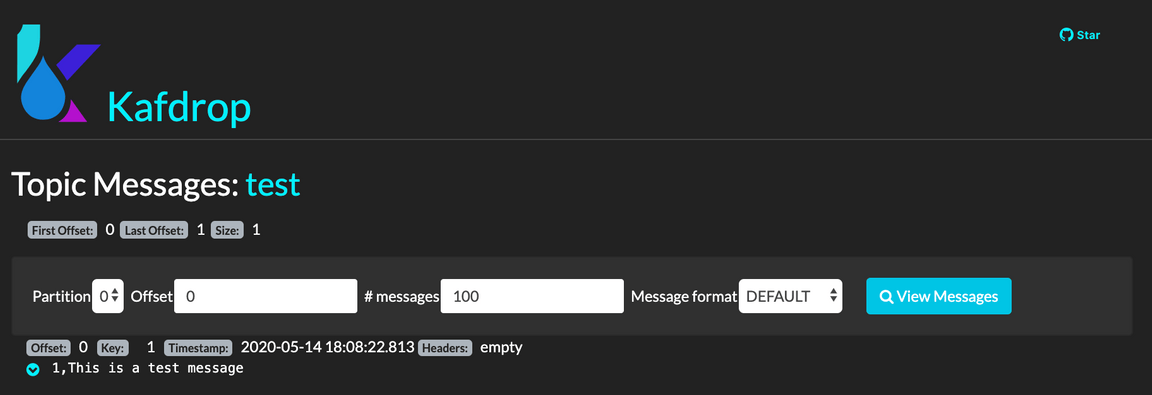 Star
Kafdrop
Topic Messages: test
First Offset: 0 Last Offset: 1 Size: 1
Partition 0 Offset 0 # messages 100 Message format DEFAULT View Messages
Offset: 0 Key: 1 Timestamp: 2020-05-14 18:08:22.813 Headers: empty
1,This is a test message